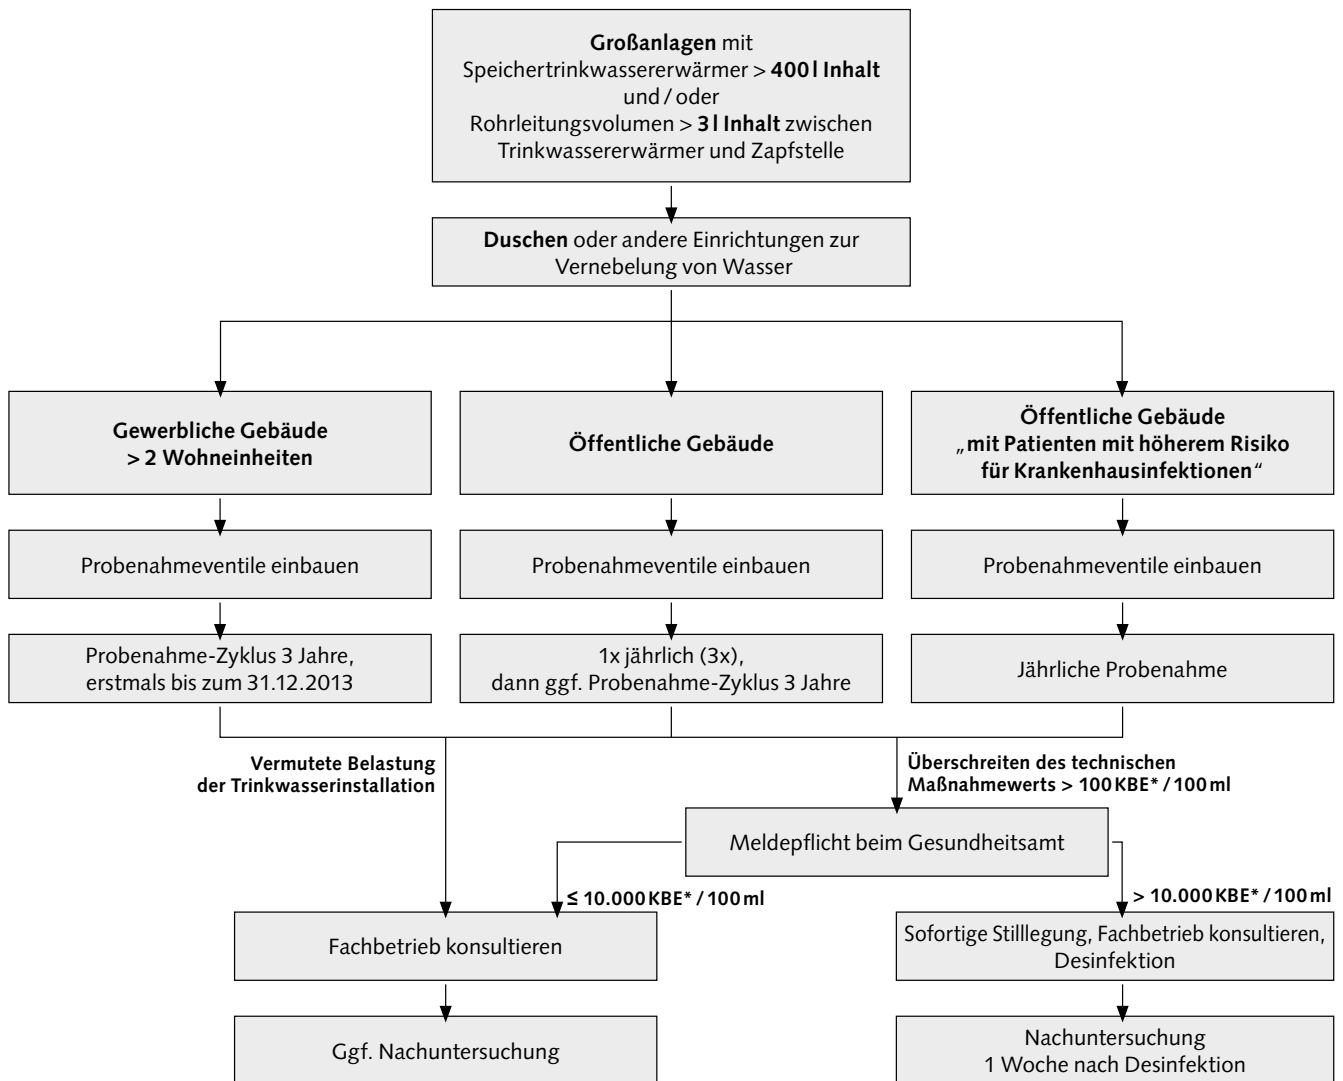 Großanlagen mit
Speichertrinkwassererwärmer > 400 l Inhalt
und / oder
Rohrleitungsvolumen > 3 l Inhalt zwischen
Trinkwassererwärmer und Zapfstelle
Duschen oder andere Einrichtungen zur
Vernebelung von Wasser
Gewerbliche Gebäude
> 2 Wohneinheiten
Öffentliche Gebäude
Öffentliche Gebäude
„mit Patienten mit höherem Risiko
für Krankenhausinfektionen“
Probenahmeventile einbauen
Probenahmeventile einbauen
Probenahmeventile einbauen
Probenahme-Zyklus 3 Jahre,
erstmals bis zum 31.12.2013
1x jährlich (3x),
dann ggf. Probenahme-Zyklus 3 Jahre
Jährliche Probenahme
Vermutete Belastung
der Trinkwasserinstallation
Überschreiten des technischen
Maßnahmewerts > 100 KBE* / 100 ml
Meldepflicht beim Gesundheitsamt
≤ 10.000 KBE* / 100 ml
> 10.000 KBE* / 100 ml
Fachbetrieb konsultieren
Sofortige Stilllegung, Fachbetrieb konsultieren,
Desinfektion
Ggf. Nachuntersuchung
Nachuntersuchung
1 Woche nach Desinfektion